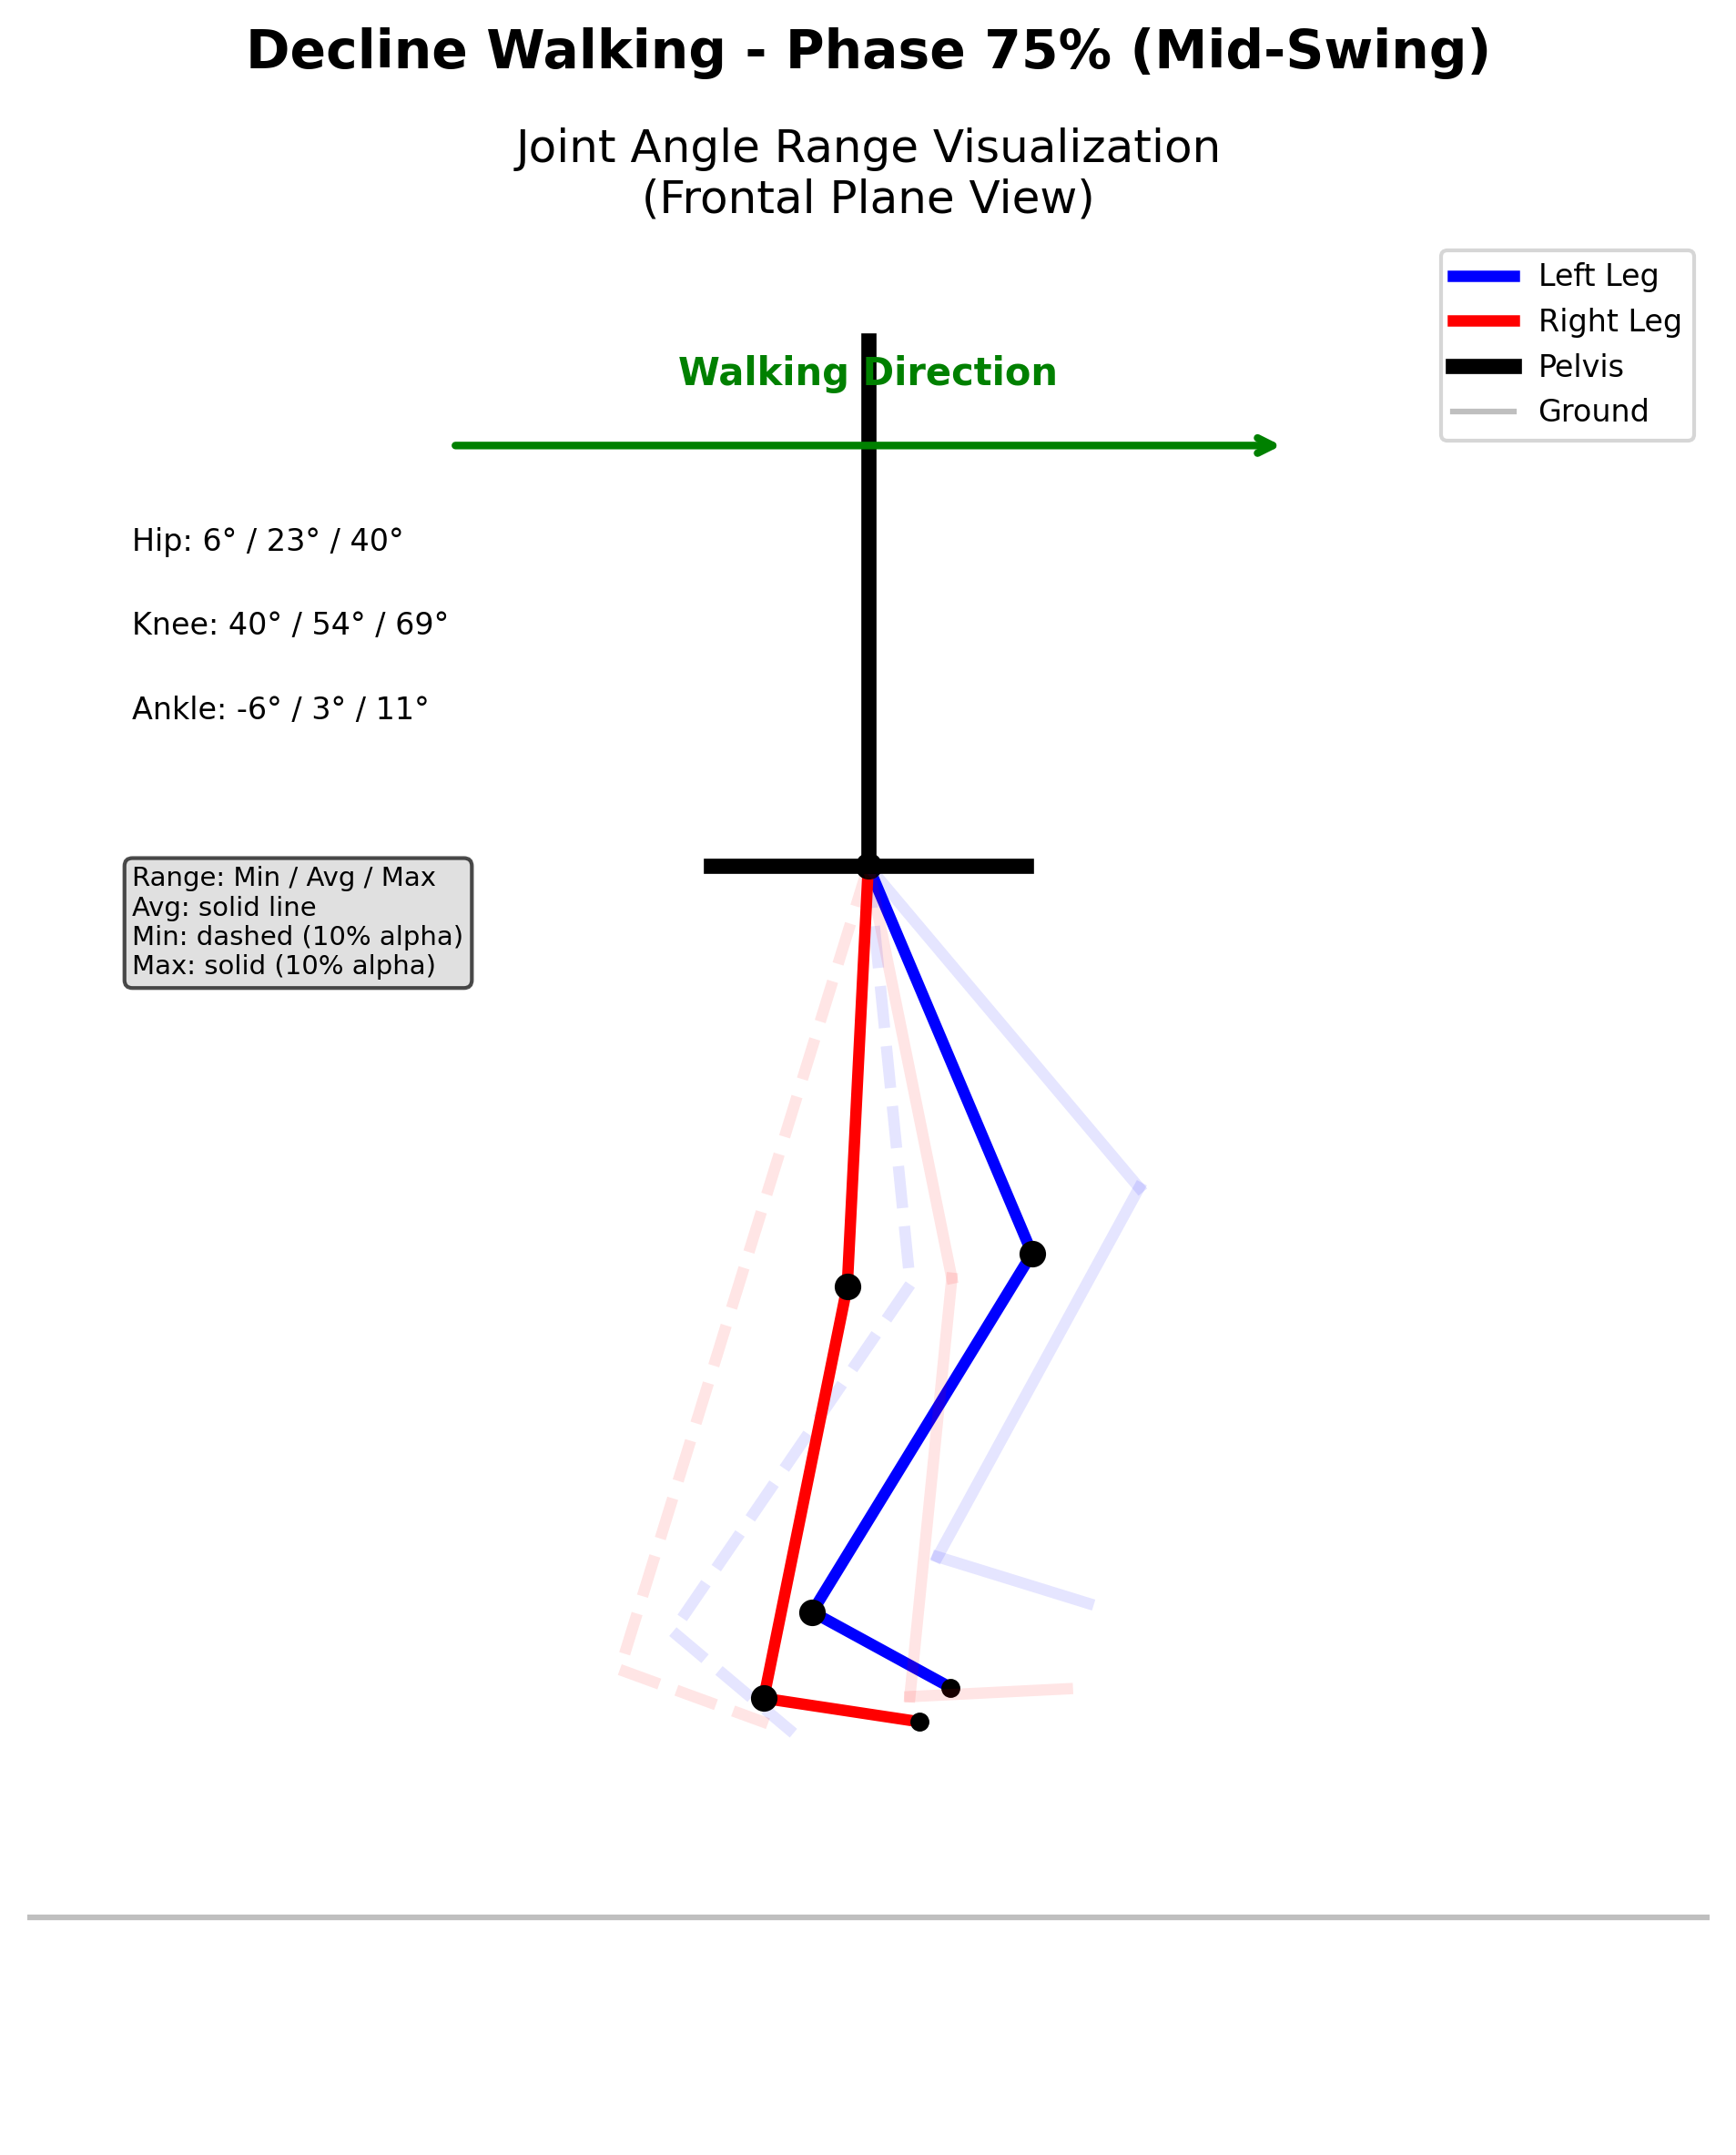 Decline Walking - Phase 75% (Mid-Swing)
Joint Angle Range Visualization
(Frontal Plane View)
Left Leg
Right Leg
Pelvis
Ground
Walking Direction
Hip: 6° / 23° / 40°
Knee: 40° / 54° / 69°
Ankle: -6° / 3° / 11°
Range: Min / Avg / Max
Avg: solid line
Min: dashed (10% alpha)
Max: solid (10% alpha)